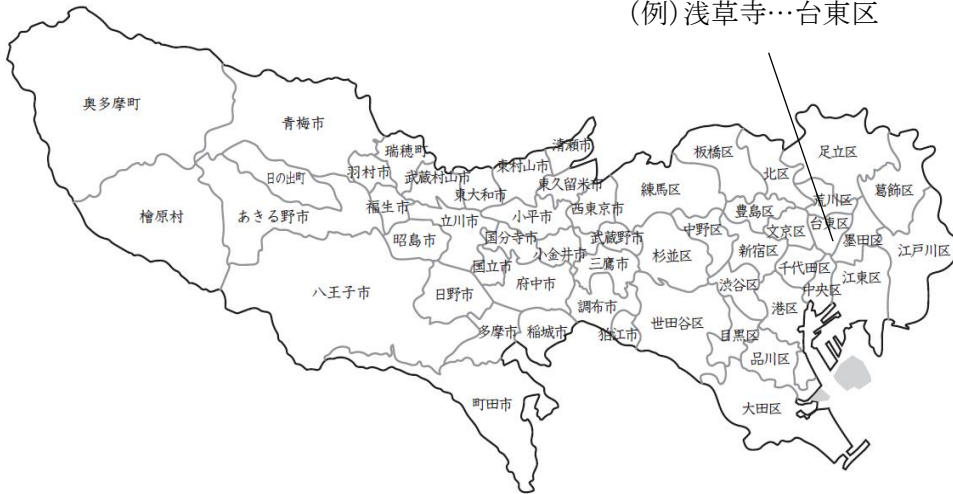 (例)浅草寺…台東区
奥多摩町
青梅市
瑞穂町
清瀬市
東村山市
板橋区
足立区
日の出町
羽村市
武蔵村山市
東大和市
東久留米市
練馬区
北区
葛飾区
檜原村
あきる野市
福生市
立川市
小平市
西東京市
豊島区
荒川区
文京区
台東区
昭島市
国分寺市
小金井市
武蔵野市
中野区
新宿区
墨田区
江戸川区
八王子市
日野市
国立市
府中市
三鷹市
杉並区
渋谷区
千代田区
中央区
江東区
調布市
世田谷区
港区
多摩市
稲城市
狛江市
目黒区
品川区
町田市
大田区